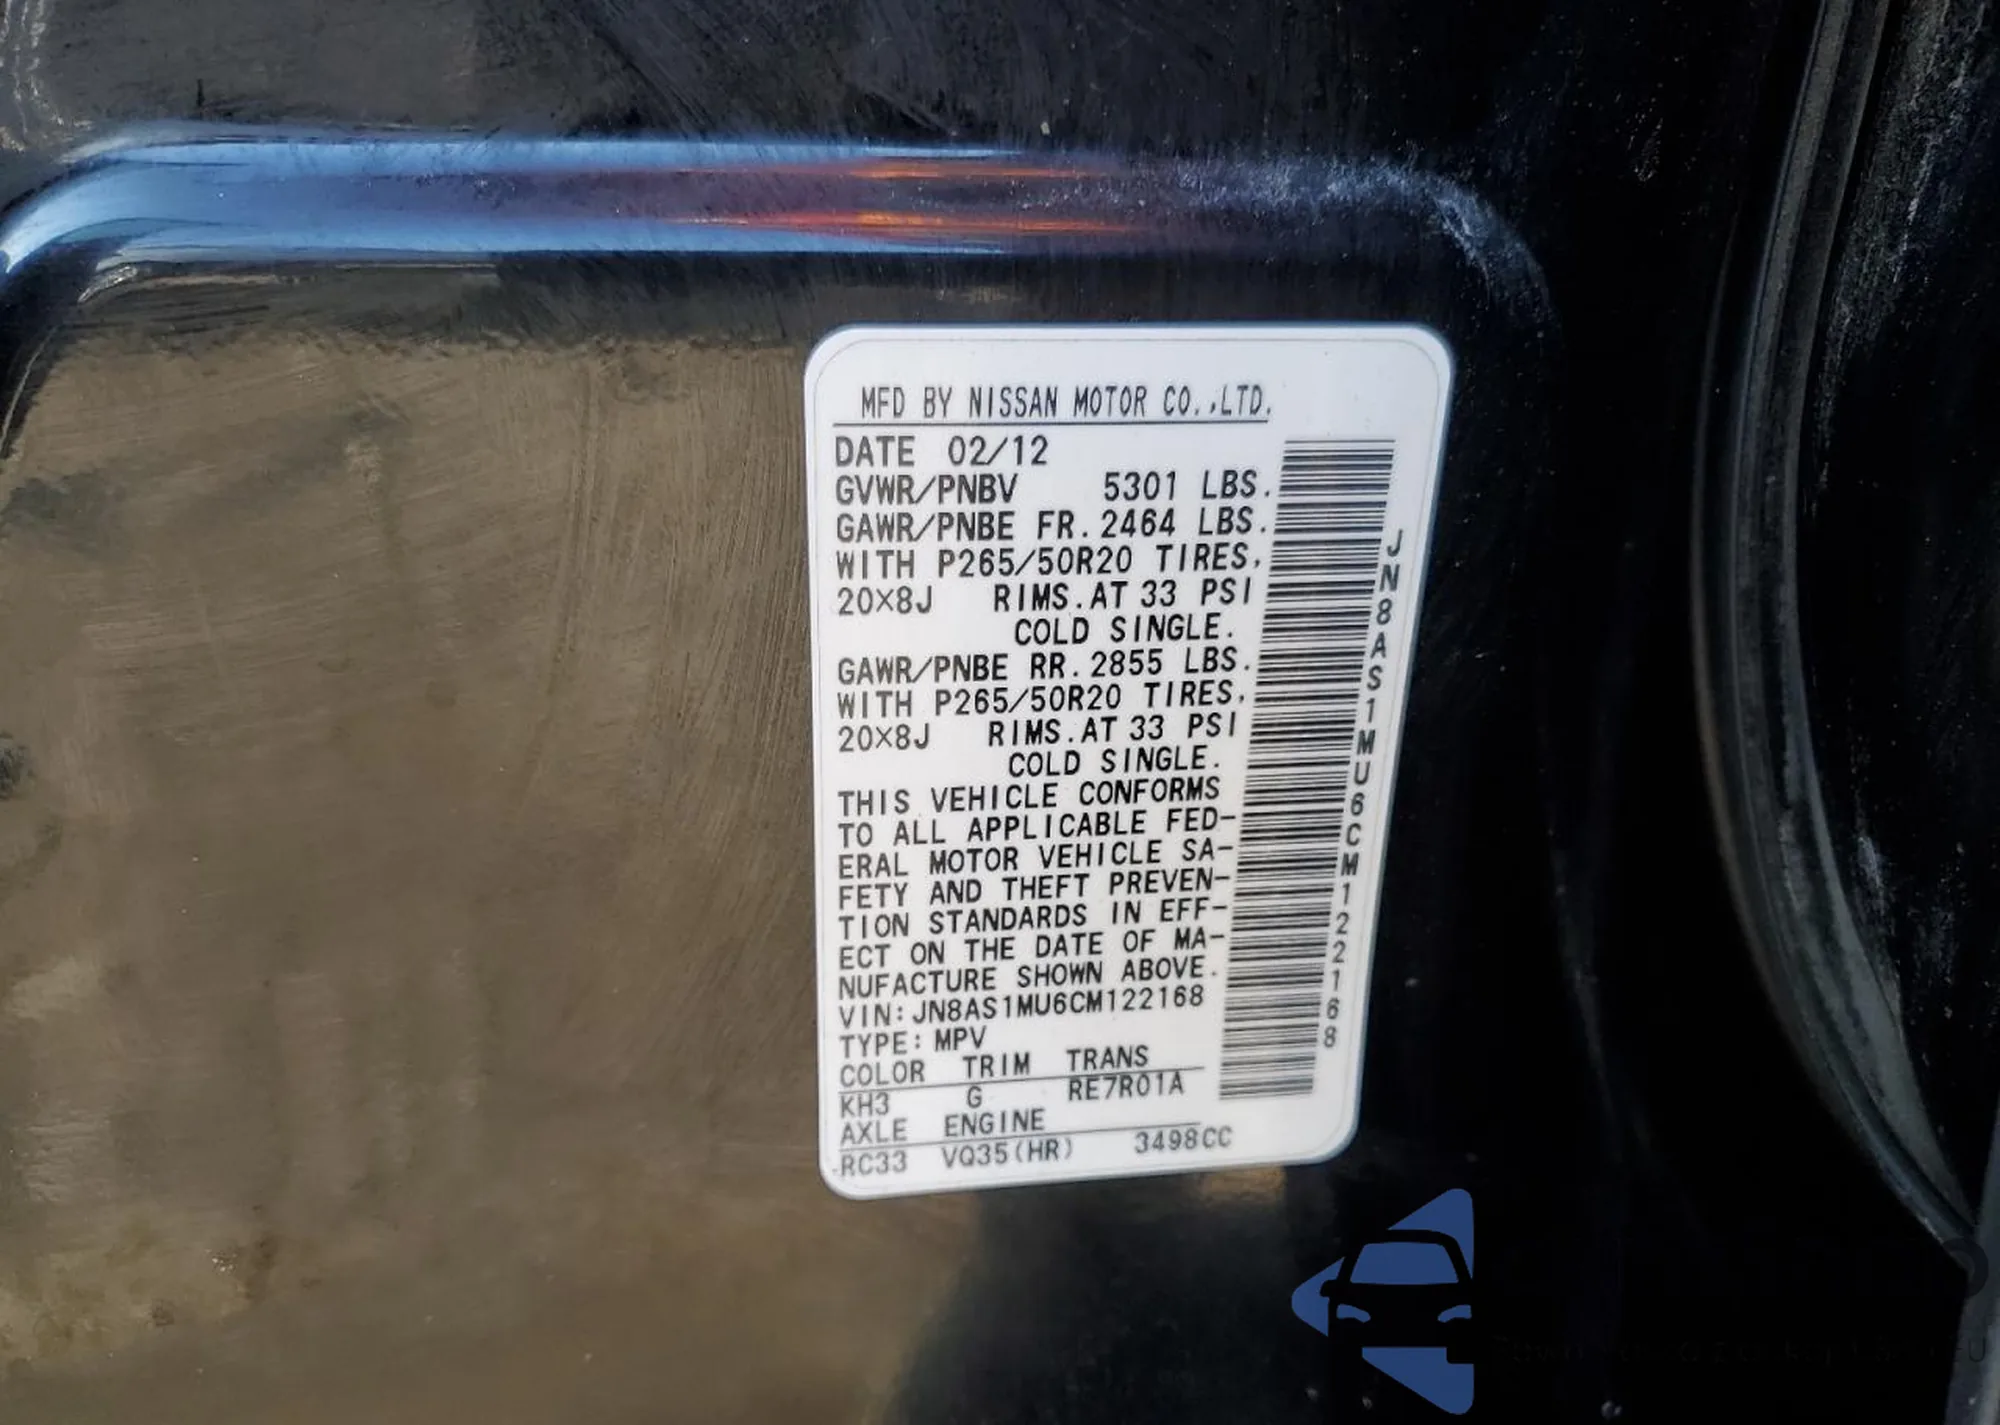 MFD BY NISSAN MOTOR CO.,LTD.
DATE 02/12
GVWR/PNBV 5301 LBS.
GAWR/PNBE FR.2464 LBS.
WITH P265/50R20 TIRES,
20X8J RIMS.AT 33 PSI
COLD SINGLE.
GAWR/PNBE RR.2855 LBS.
WITH P265/50R20 TIRES,
20X8J RIMS.AT 33 PSI
COLD SINGLE.
THIS VEHICLE CONFORMS
TO ALL APPLICABLE FED-
ERAL MOTOR VEHICLE SA-
FETY AND THEFT PREVEN-
TION STANDARDS IN EFF-
ECT ON THE DATE OF MA-
NUFACTURE SHOWN ABOVE.
VIN:JN8AS1MU6CM122168
TYPE:MPV
COLOR TRIM TRANS
KH3 G RE7R01A
AXLE ENGINE
RC33 VQ35(HR) 3498CC
JN8AS1MU6CM122168